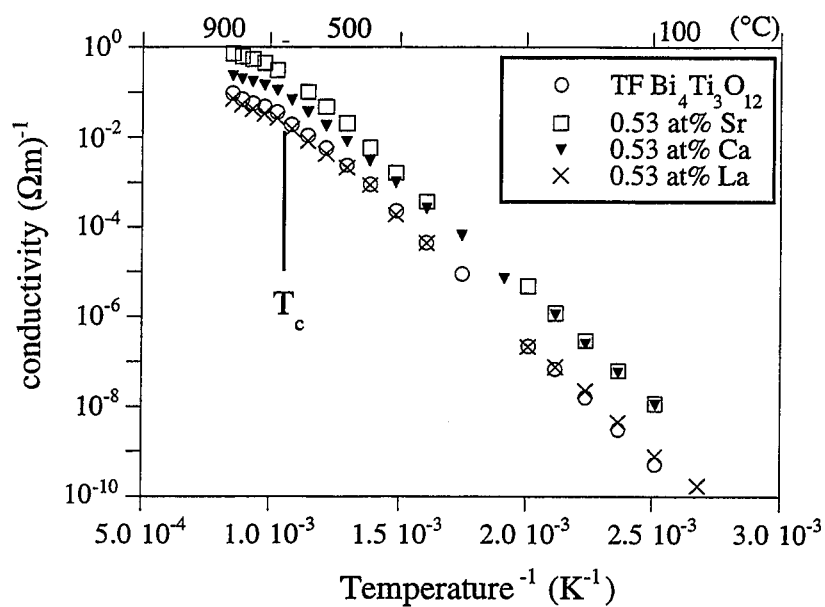 900 500 100 (°C)
10⁰
10⁻²
10⁻⁴
10⁻⁶
10⁻⁸
10⁻¹⁰
conductivity (Ωm)⁻¹
TF Bi₄Ti₃O₁₂
0.53 at% Sr
0.53 at% Ca
0.53 at% La
T꜀
5.0 10⁻⁴ 1.0 10⁻³ 1.5 10⁻³ 2.0 10⁻³ 2.5 10⁻³ 3.0 10⁻³
Temperature⁻¹ (K⁻¹)